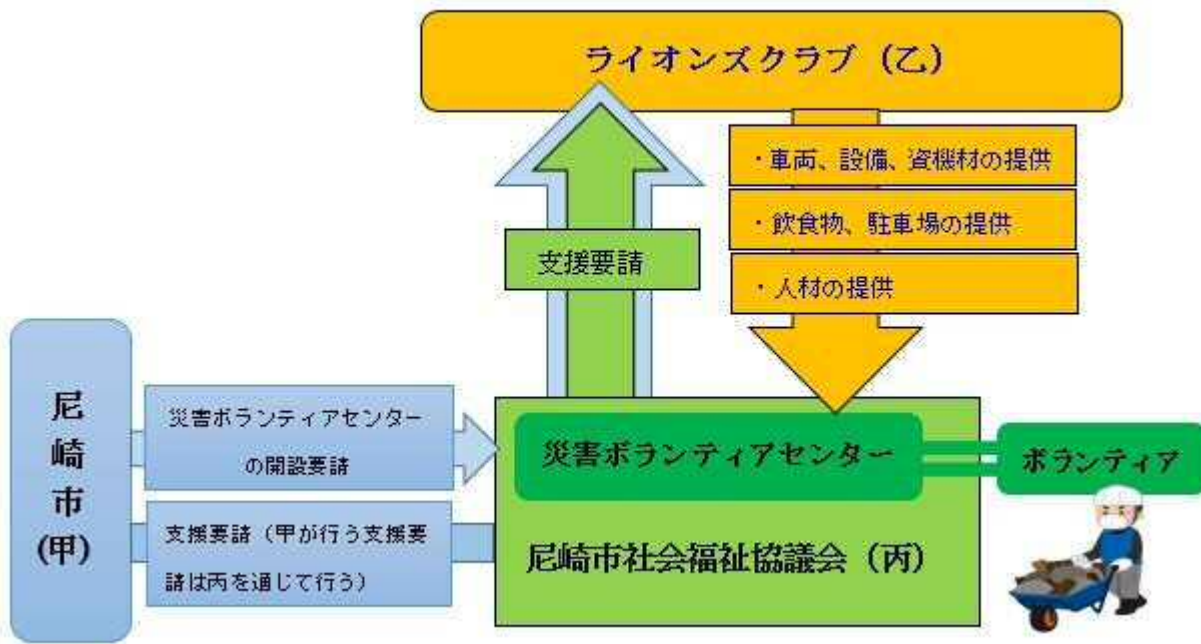 ライオンズクラブ（乙）
・車両、設備、資機材の提供
・飲食物、駐車場の提供
・人材の提供
支援要請
尼
崎
市
(甲)
災害ボランティアセンター
の開設要請
支援要請（甲が行う支援要
請は丙を通じて行う）
災害ボランティアセンター
ボランティア
尼崎市社会福祉協議会（丙）